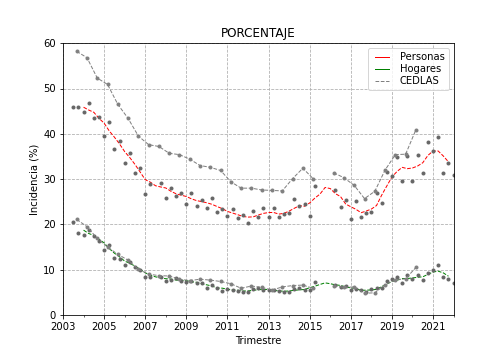 PORCENTAJE
Personas
Hogares
CEDLAS
Incidencia (%)
60
50
40
30
20
10
0
2003 2005 2007 2009 2011 2013 2015 2017 2019 2021
Trimestre